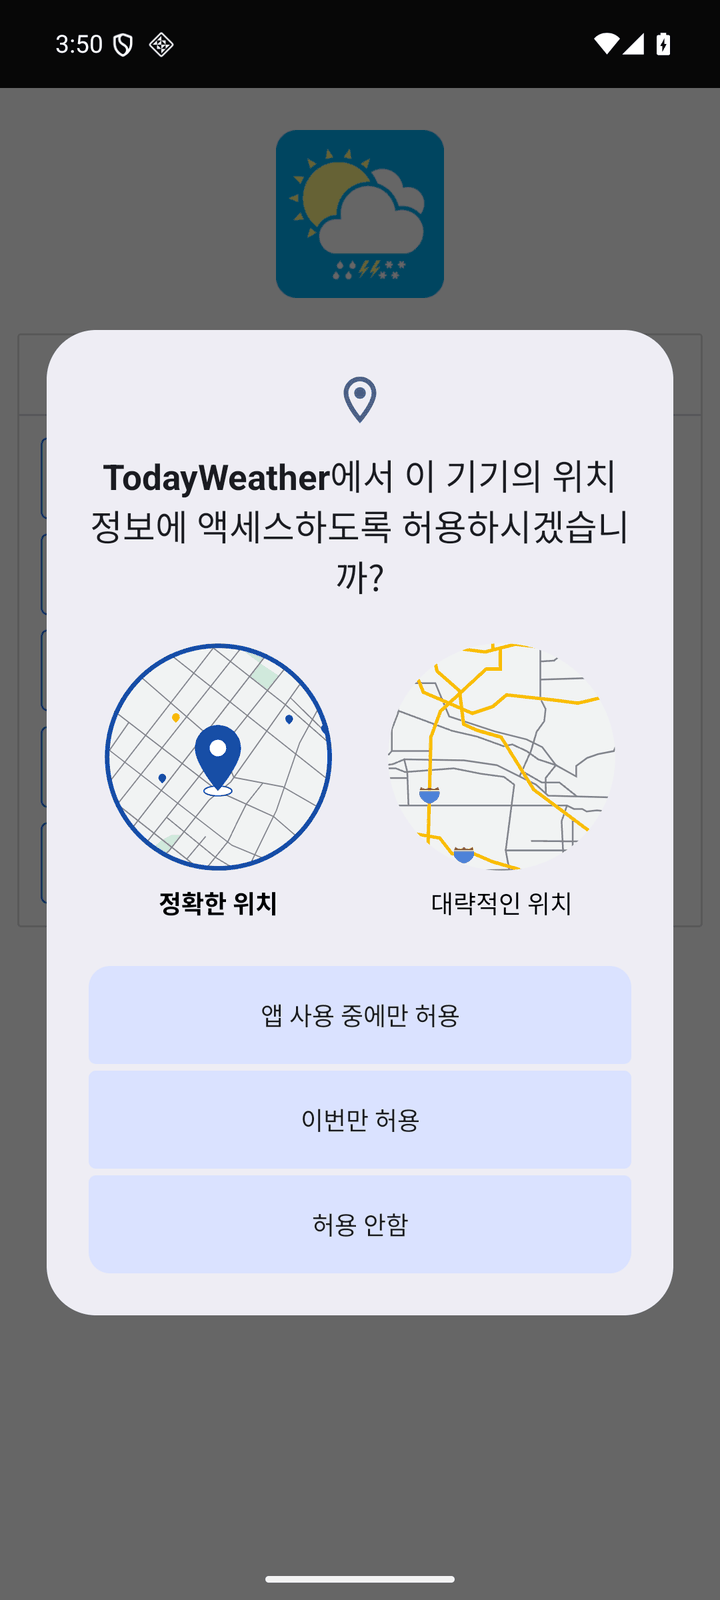 3:50
TodayWeather에서 이 기기의 위치
정보에 액세스하도록 허용하시겠습니
까?
정확한 위치
대략적인 위치
앱 사용 중에만 허용
이번만 허용
허용 안함